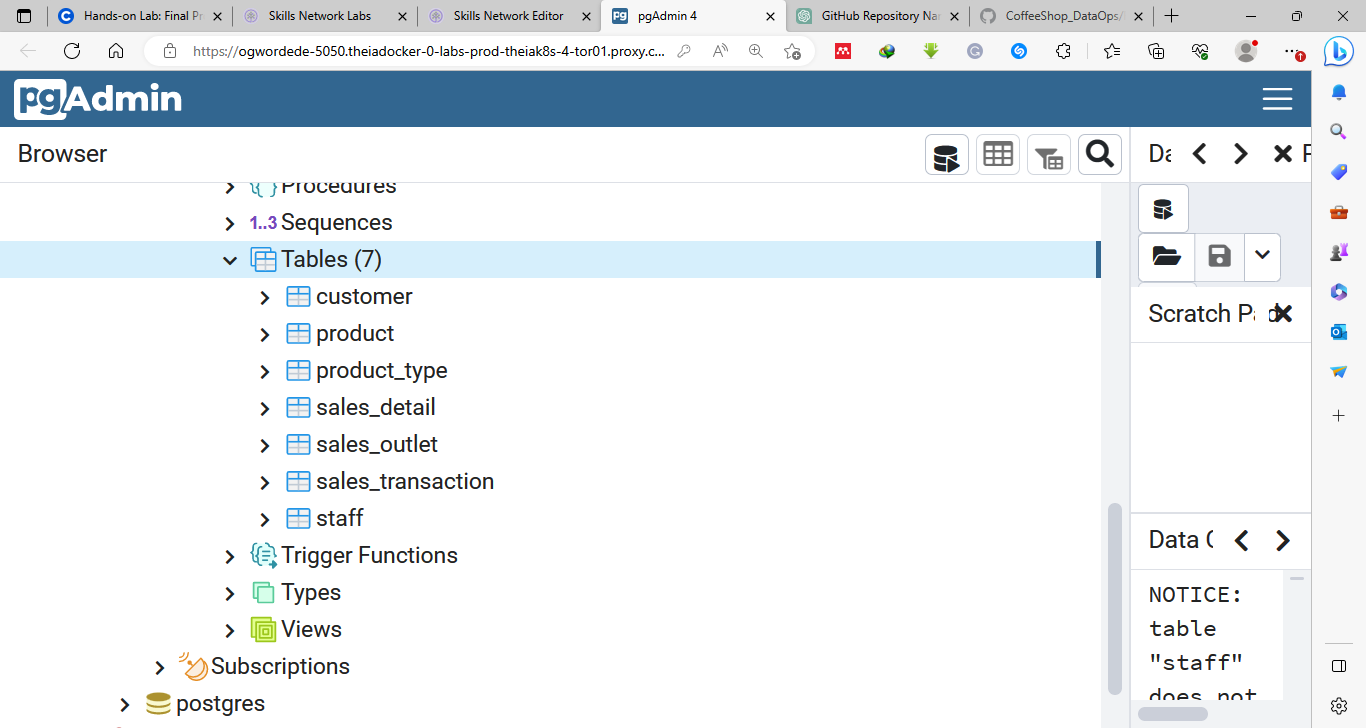 Hands-on Lab: Final Pr
Skills Network Labs
Skills Network Editor
pgAdmin 4
GitHub Repository Nar
CoffeeShop_DataOps/
https://ogwordede-5050.theiadocker-0-labs-prod-theiak8s-4-tor01.proxy.c...
pgAdmin
Browser
Da
Procedures
1..3 Sequences
Tables (7)
customer
product
product_type
sales_detail
sales_outlet
sales_transaction
staff
Trigger Functions
Types
Views
Subscriptions
postgres
Scratch Pad
Data O
NOTICE:
table
"staff"
does not